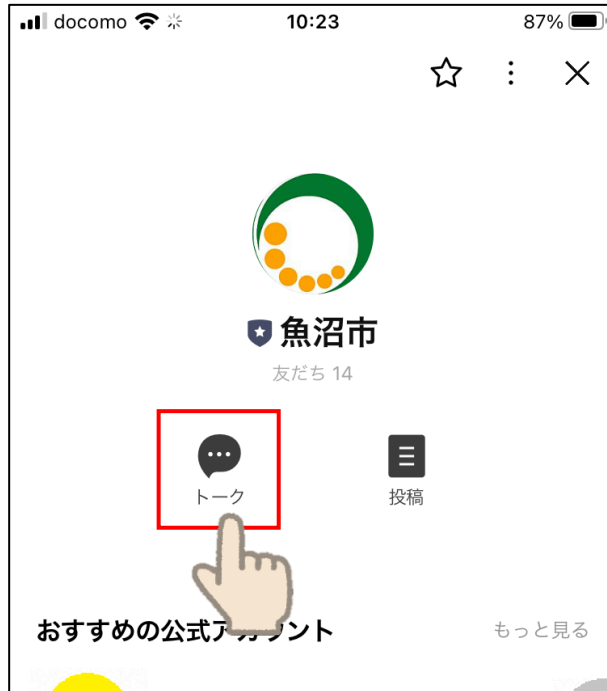 docomo 10:23 87%
魚沼市
友だち 14
トーク 投稿
おすすめの公式アカウント もっと見る